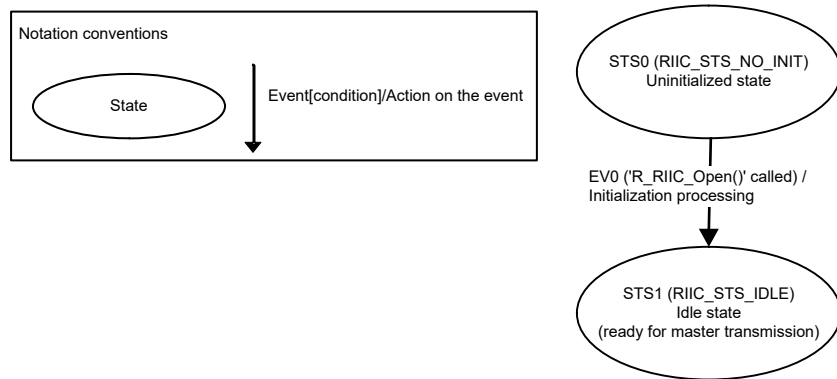 Notation conventions
State
Event[condition]/Action on the event
STS0 (RIIC_STS_NO_INIT)
Uninitialized state
EV0 ('R_RIIC_Open()' called) /
Initialization processing
STS1 (RIIC_STS_IDLE)
Idle state
(ready for master transmission)